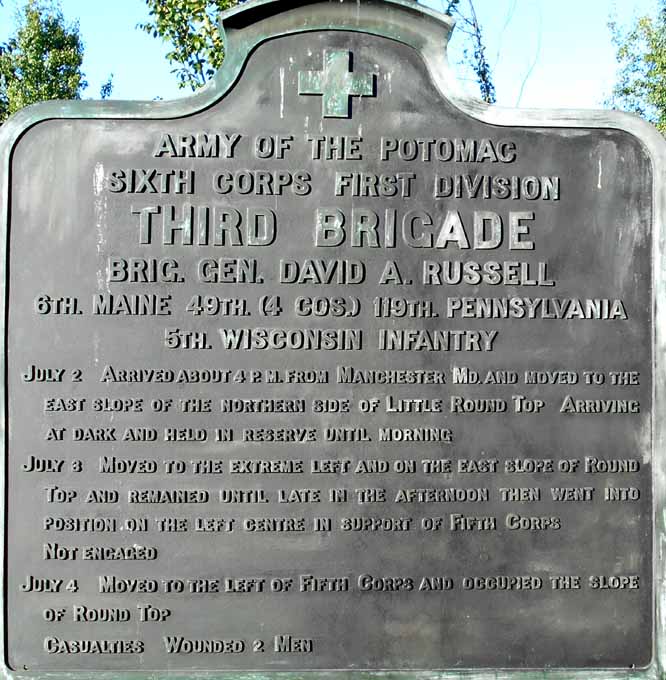 ARMY OF THE POTOMAC
SIXTH CORPS FIRST DIVISION
THIRD BRIGADE
BRIG. GEN. DAVID A. RUSSELL
6TH. MAINE 49TH. (4 COS.) 119TH. PENNSYLVANIA
5TH. WISCONSIN INFANTRY
JULY 2 ARRIVED ABOUT 4 P.M. FROM MANCHESTER MD. AND MOVED TO THE
EAST SLOPE OF THE NORTHERN SIDE OF LITTLE ROUND TOP ARRIVING
AT DARK AND HELD IN RESERVE UNTIL MORNING
JULY 3 MOVED TO THE EXTREME LEFT AND ON THE EAST SLOPE OF ROUND
TOP AND REMAINED UNTIL LATE IN THE AFTERNOON THEN WENT INTO
POSITION ON THE LEFT CENTRE IN SUPPORT OF FIFTH CORPS
NOT ENGAGED
JULY 4 MOVED TO THE LEFT OF FIFTH CORPS AND OCCUPIED THE SLOPE
OF ROUND TOP
CASUALTIES WOUNDED 2 MEN